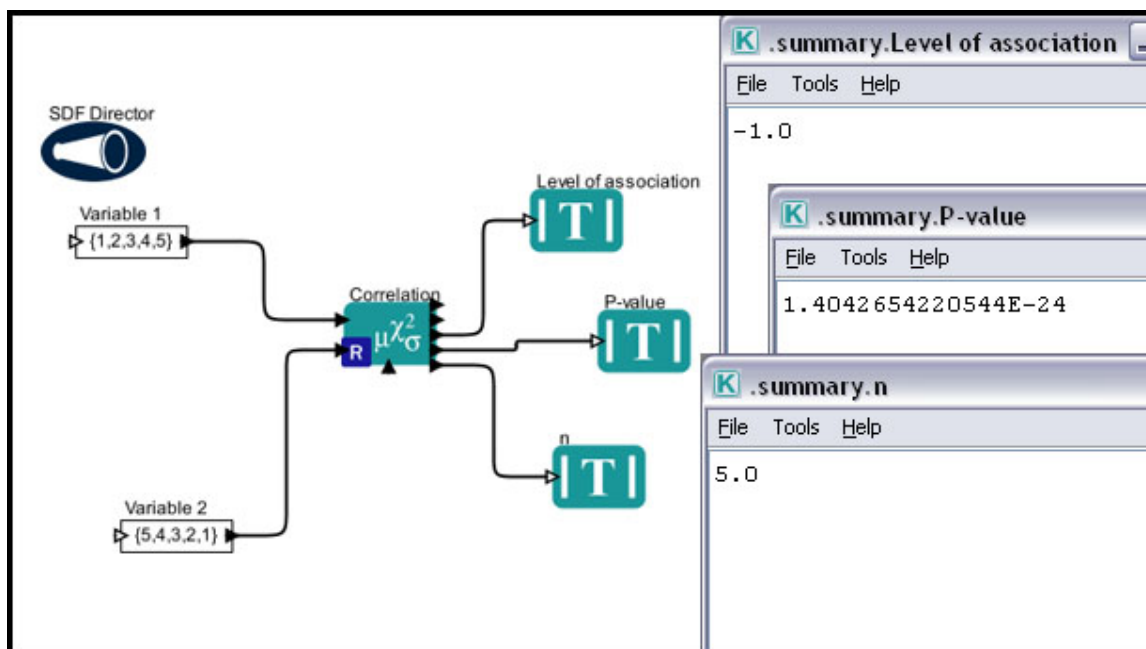 SDF Director
Variable 1
{1,2,3,4,5}
Correlation
R μχ²σ
Level of association
T
P-value
T
n
T
Variable 2
{5,4,3,2,1}
K .summary.Level of association
File Tools Help
-1.0
K .summary.P-value
File Tools Help
1.4042654220544E-24
K .summary.n
File Tools Help
5.0